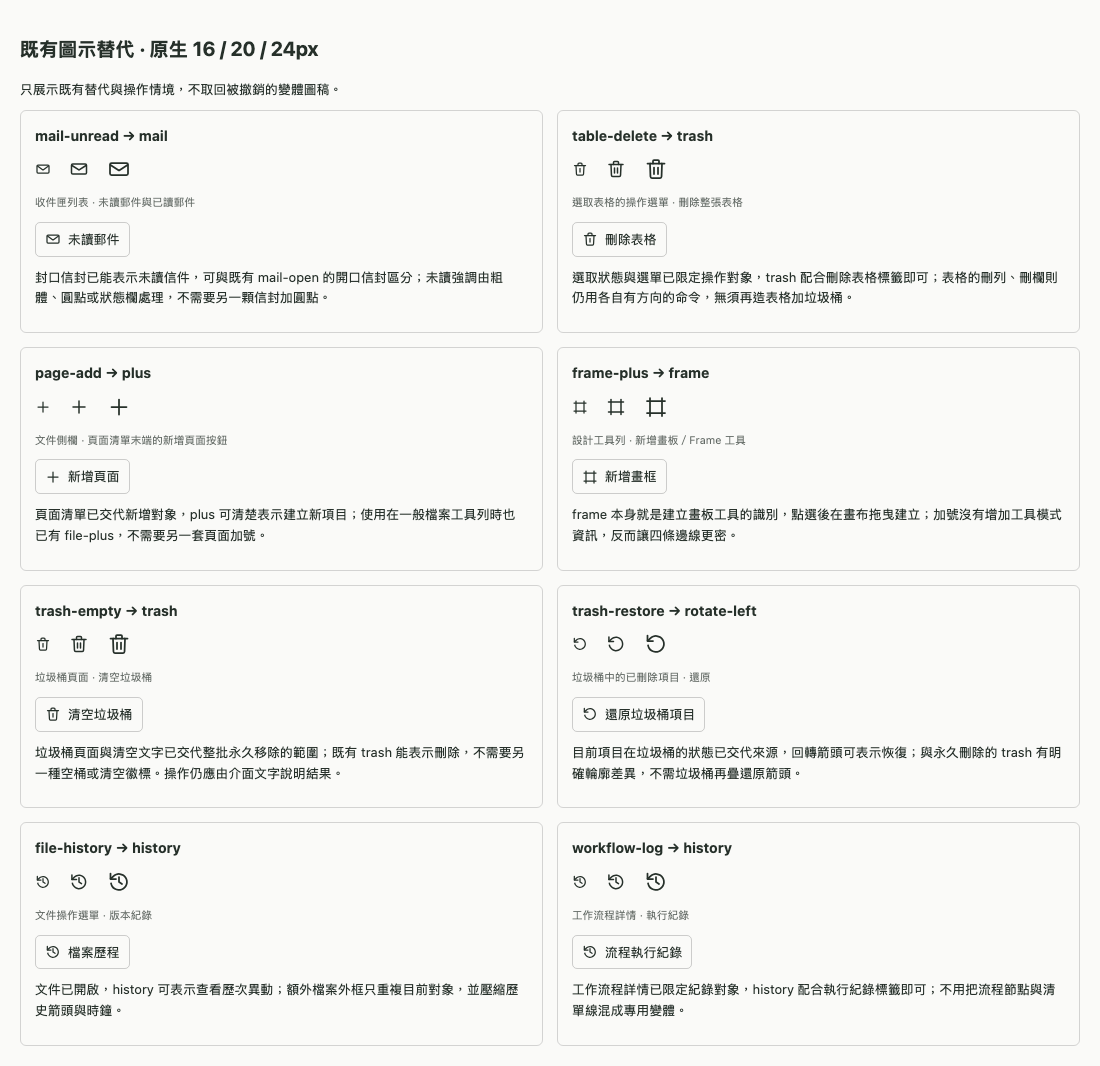 既有圖示替代 · 原生 16 / 20 / 24px
只展示既有替代與操作情境，不取回被撤銷的變體圖稿。
mail-unread → mail
收件匣列表 · 未讀郵件與已讀郵件
未讀郵件
封口信封已能表示未讀信件，可與既有 mail-open 的開口信封區分；未讀強調由粗
體、圓點或狀態欄處理，不需要另一顆信封加圓點。
table-delete → trash
選取表格的操作選單 · 刪除整張表格
刪除表格
選取狀態與選單已限定操作對象，trash 配合刪除表格標籤即可；表格的刪列、刪欄則
仍用各自有方向的命令，無須再造表格加垃圾桶。
page-add → plus
文件側欄 · 頁面清單末端的新增頁面按鈕
新增頁面
頁面清單已交代新增對象，plus 可清楚表示建立新項目；使用在一般檔案工具列時也
已有 file-plus，不需要另一套頁面加號。
frame-plus → frame
設計工具列 · 新增畫板 / Frame 工具
新增畫框
frame 本身就是建立畫板工具的識別，點選後在畫布拖曳建立；加號沒有增加工具模式
資訊，反而讓四條邊線更密。
trash-empty → trash
垃圾桶頁面 · 清空垃圾桶
清空垃圾桶
垃圾桶頁面與清空文字已交代整批永久移除的範圍；既有 trash 能表示刪除，不需要另
一種空桶或清空徽標。操作仍應由介面文字說明結果。
trash-restore → rotate-left
垃圾桶中的已刪除項目 · 還原
還原垃圾桶項目
目前項目在垃圾桶的狀態已交代來源，回轉箭頭可表示恢復；與永久刪除的 trash 有明
確輪廓差異，不需垃圾桶再疊還原箭頭。
file-history → history
文件操作選單 · 版本紀錄
檔案歷程
文件已開啟，history 可表示查看歷次異動；額外檔案外框只重複目前對象，並壓縮歷
史箭頭與時鐘。
workflow-log → history
工作流程詳情 · 執行紀錄
流程執行紀錄
工作流程詳情已限定紀錄對象，history 配合執行紀錄標籤即可；不用把流程節點與清
單線混成專用變體。